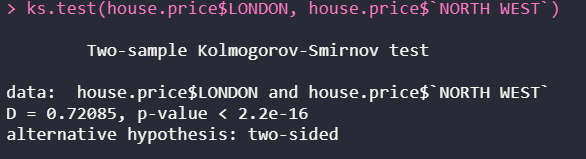 > ks.test(house.price$LONDON, house.price$`NORTH WEST`)
Two-sample Kolmogorov-Smirnov test
data:  house.price$LONDON and house.price$`NORTH WEST`
D = 0.72085, p-value < 2.2e-16
alternative hypothesis: two-sided